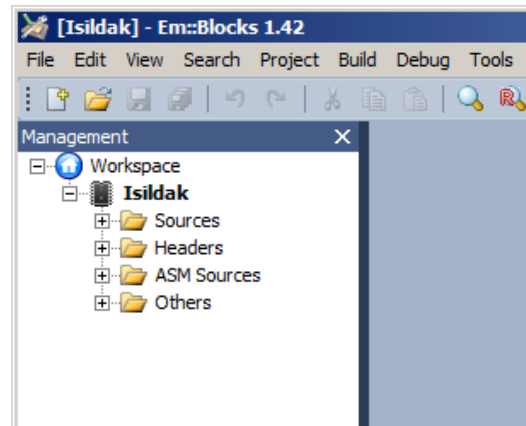 [Isildak] - Em::Blocks 1.42
File Edit View Search Project Build Debug Tools
Management
Workspace
Isildak
Sources
Headers
ASM Sources
Others